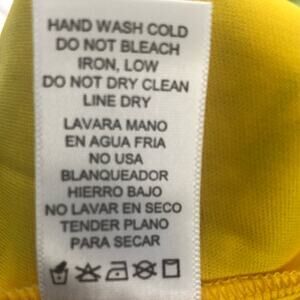 HAND WASH COLD
DO NOT BLEACH
IRON, LOW
DO NOT DRY CLEAN
LINE DRY
LAVARA MANO
EN AGUA FRIA
NO USA
BLANQUEADOR
HIERRO BAJO
NO LAVAR EN SECO
TENDER PLANO
PARA SECAR